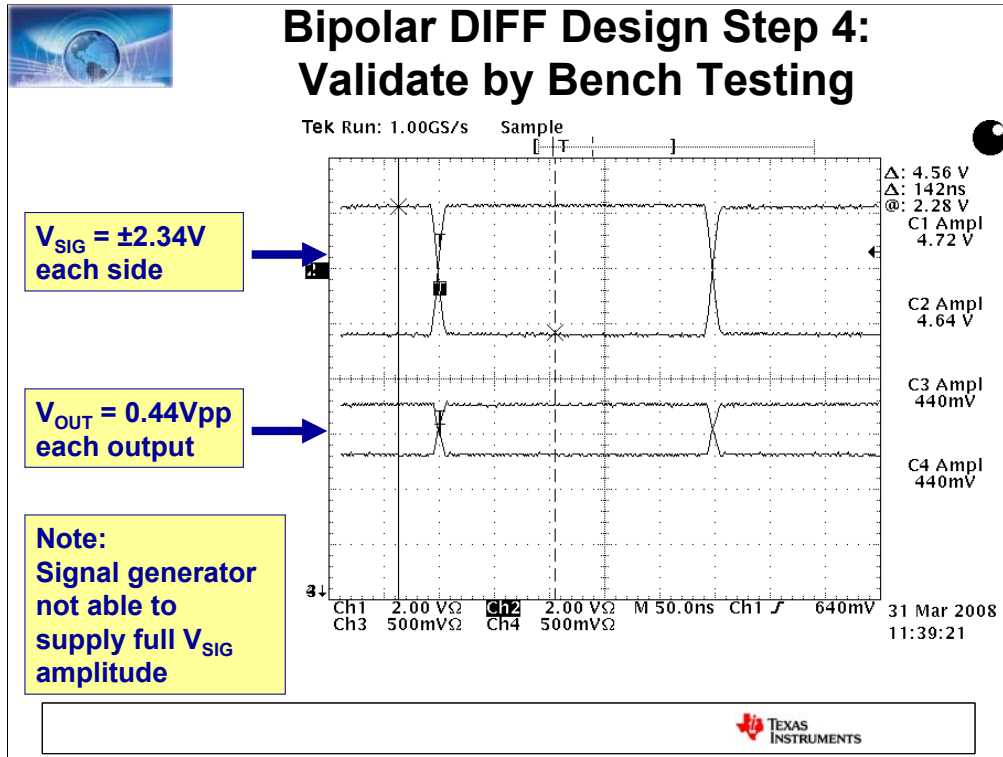 Bipolar DIFF Design Step 4:
Validate by Bench Testing
Tek Run: 1.00GS/s Sample
[ T ]
Δ: 4.56 V
Δ: 142ns
@: 2.28 V
C1 Ampl
4.72 V
C2 Ampl
4.64 V
C3 Ampl
440mV
C4 Ampl
440mV
VSIG = ±2.34V
each side
VOUT = 0.44Vpp
each output
Note:
Signal generator
not able to
supply full VSIG
amplitude
Ch1 2.00 VΩ Ch2 2.00 VΩ M 50.0ns Ch1 ƒ 640mV
Ch3 500mVΩ Ch4 500mVΩ
31 Mar 2008
11:39:21
TEXAS
INSTRUMENTS